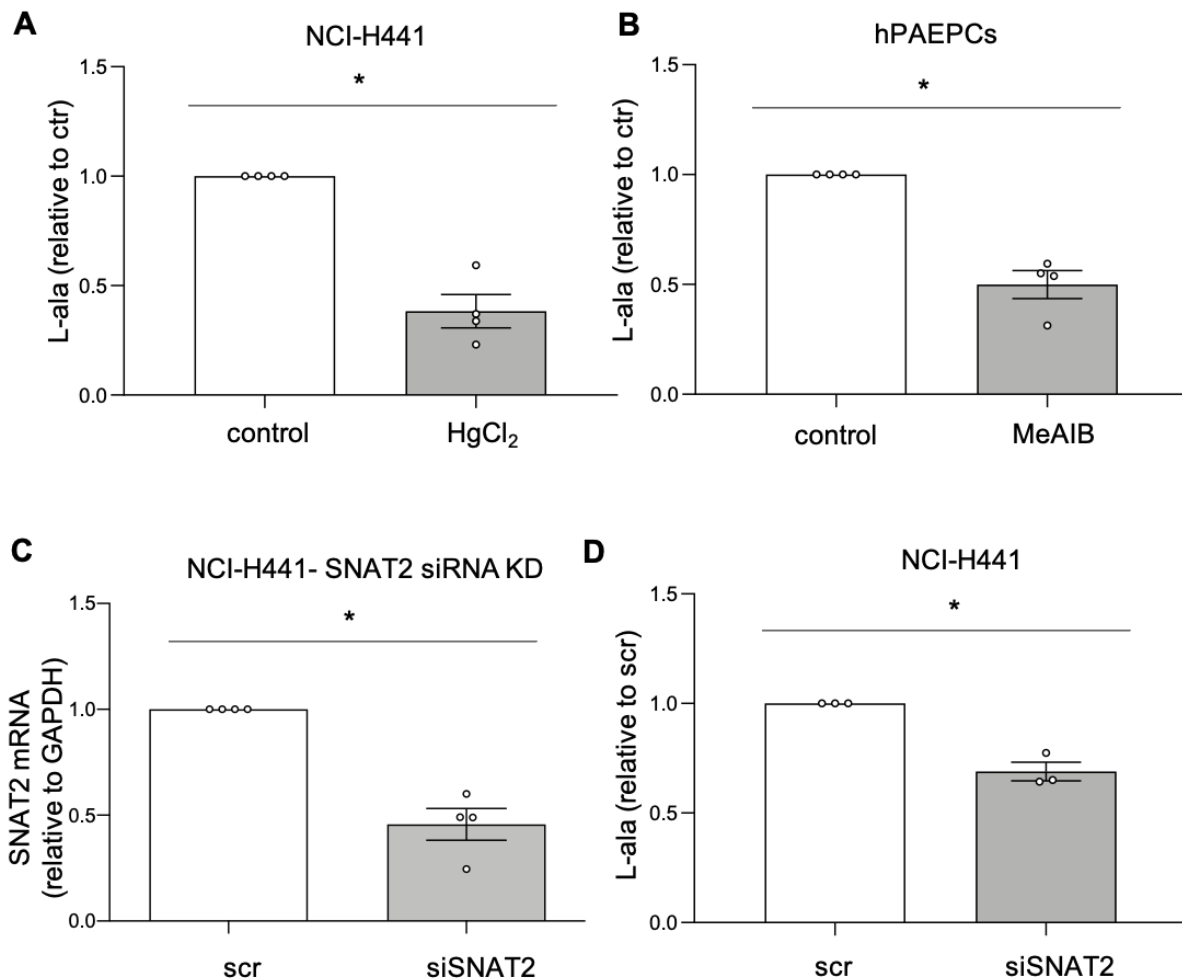 A
NCI-H441
L-ala (relative to ctr)
1.5
1.0
0.5
0.0
*
control
HgCl₂
B
hPAEPCs
L-ala (relative to ctr)
1.5
1.0
0.5
0.0
*
control
MeAIB
C
NCI-H441- SNAT2 siRNA KD
SNAT2 mRNA
(relative to GAPDH)
1.5
1.0
0.5
0.0
*
scr
siSNAT2
D
NCI-H441
L-ala (relative to scr)
1.5
1.0
0.5
0.0
*
scr
siSNAT2